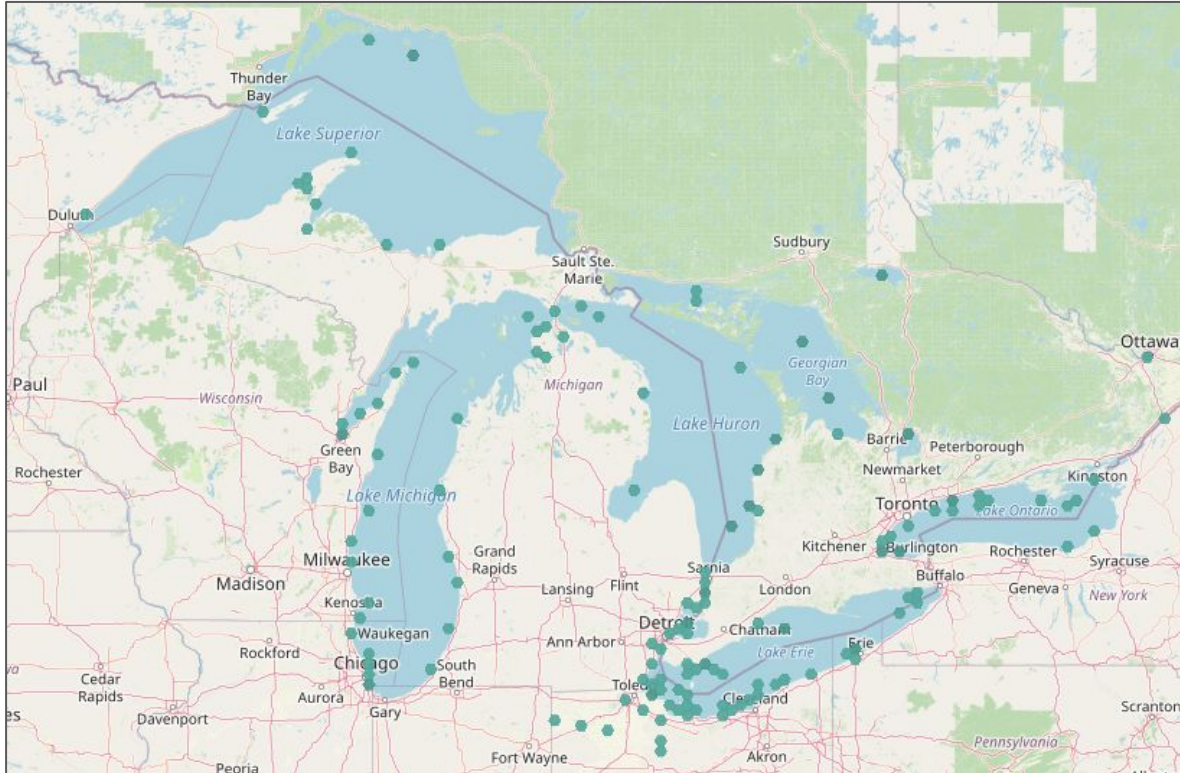 Thunder
Bay
Lake Superior
Duluth
Sault Ste.
Marie
Sudbury
Ottawa
Paul
Wisconsin
Michigan
Georgian
Bay
Lake Huron
Green
Bay
Barrie
Peterborough
Rochester
Newmarket
Kingston
Lake Michigan
Toronto
Lake Ontario
Kitchener
Burlington
Rochester
Milwaukee
Madison
Grand
Rapids
Sarnia
Syracuse
Lansing
Flint
London
Buffalo
Geneva
New York
Kenosha
Waukegan
Detroit
Chatham
Ann Arbor
Lake Erie
Erie
Rockford
Chicago
South
Bend
Cedar
Rapids
Aurora
Gary
Toledo
Cleveland
Scranton
Davenport
es
Fort Wayne
Akron
Pennsylvania
Peoria